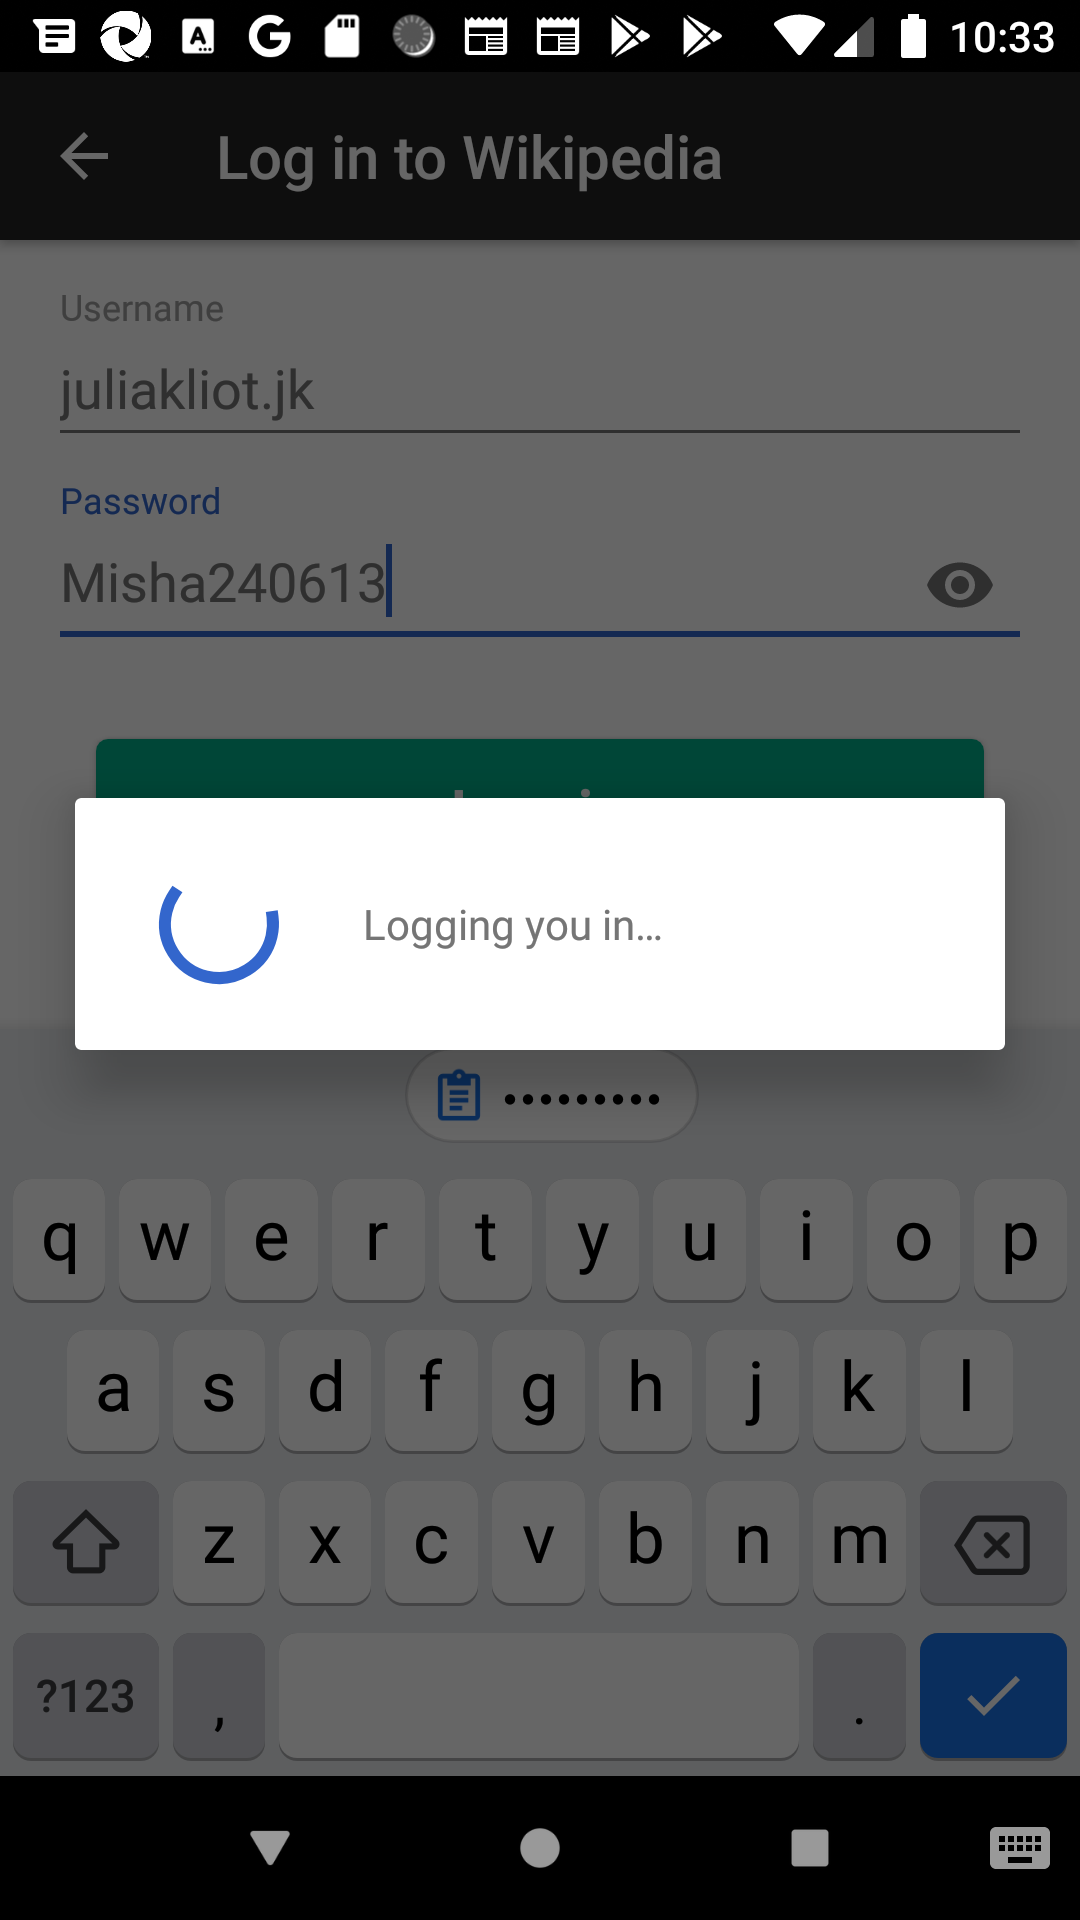 10:33
Log in to Wikipedia
Username
juliakliot.jk
Password
Misha240613
Logging you in...
•••••••••
q w e r t y u i o p
a s d f g h j k l
z x c v b n m
?123 , .